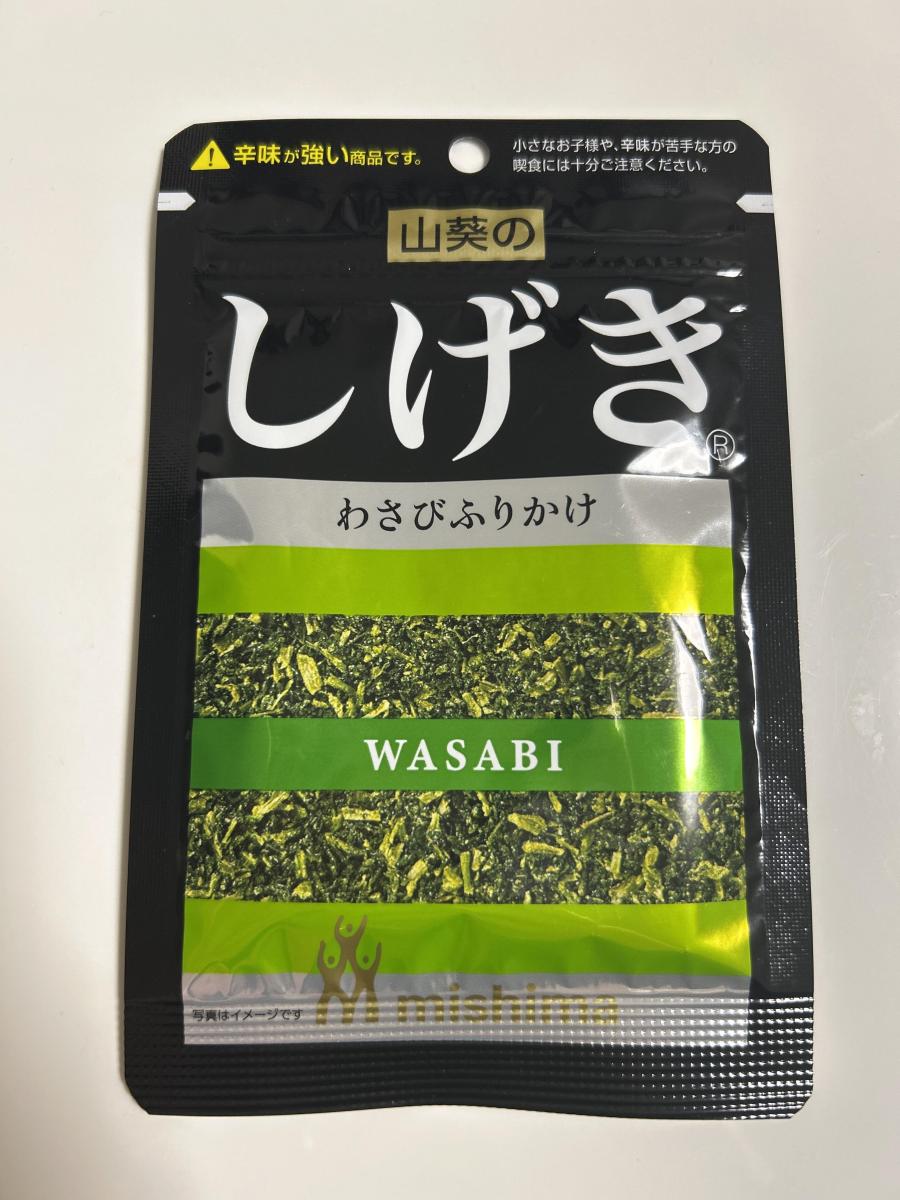 辛味が強い商品です。
小さなお子様や、辛味が苦手な方の
喫食には十分ご注意ください。
山葵の
しげき®
わさびふりかけ
WASABI
mishima
写真はイメージです